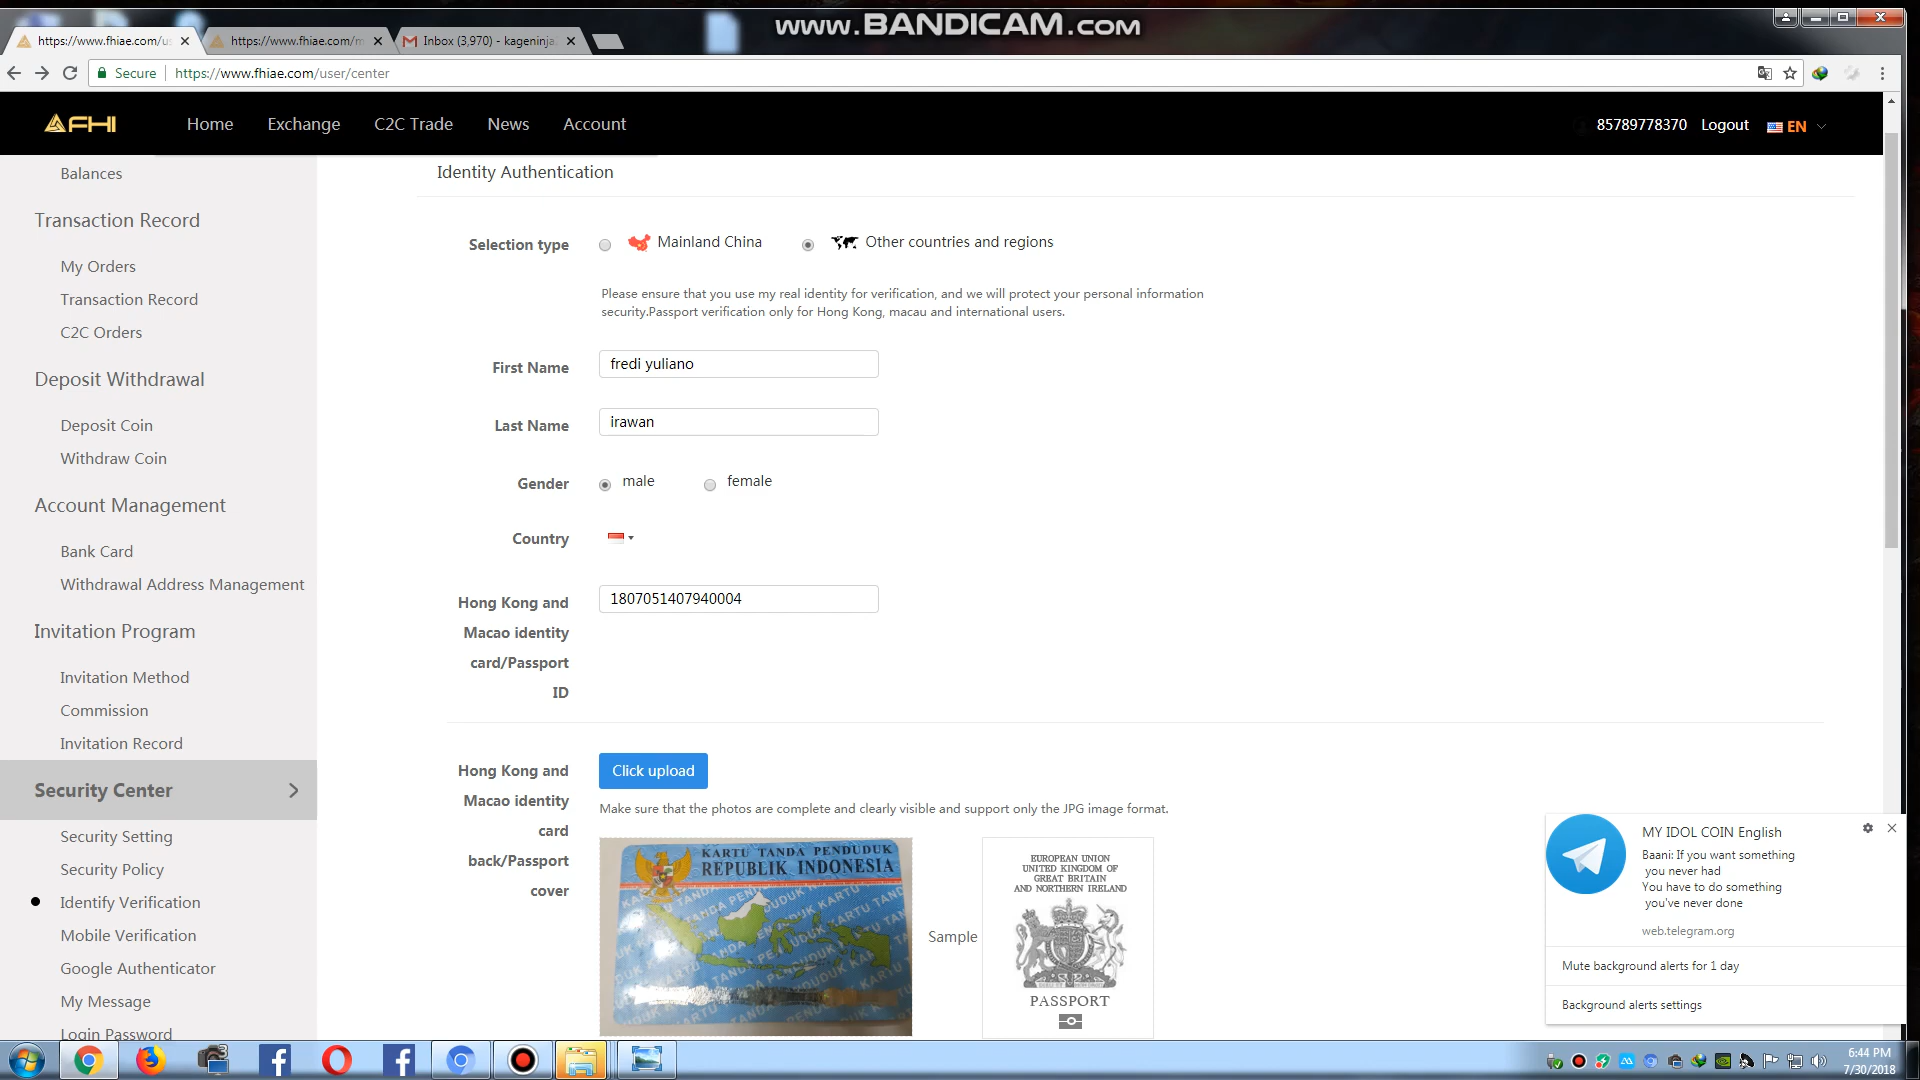 www.BANDICAM.com
https://www.fhiae.com/us
https://www.fhiae.com/m
Inbox (3,970) - kageninja
Secure
https://www.fhiae.com/user/center
FHI
Home
Exchange
C2C Trade
News
Account
85789778370
Logout
EN
Balances
Transaction Record
My Orders
Transaction Record
C2C Orders
Deposit Withdrawal
Deposit Coin
Withdraw Coin
Account Management
Bank Card
Withdrawal Address Management
Invitation Program
Invitation Method
Commission
Invitation Record
Security Center
Security Setting
Security Policy
Identify Verification
Mobile Verification
Google Authenticator
My Message
Login Password
Identity Authentication
Selection type
Mainland China
Other countries and regions
Please ensure that you use my real identity for verification, and we will protect your personal information
security.Passport verification only for Hong Kong, macau and international users.
First Name
fredi yuliano
Last Name
irawan
Gender
male
female
Country
Hong Kong and
Macao identity
card/Passport
ID
1807051407940004
Hong Kong and
Macao identity
card
back/Passport
cover
Click upload
Make sure that the photos are complete and clearly visible and support only the JPG image format.
KARTU TANDA PENDUDUK
REPUBLIK INDONESIA
Sample
EUROPEAN UNION
UNITED KINGDOM OF
GREAT BRITAIN
AND NORTHERN IRELAND
PASSPORT
MY IDOL COIN English
Baani: If you want something
you never had
You have to do something
you've never done
web.telegram.org
Mute background alerts for 1 day
Background alerts settings
6:44 PM
7/30/2018